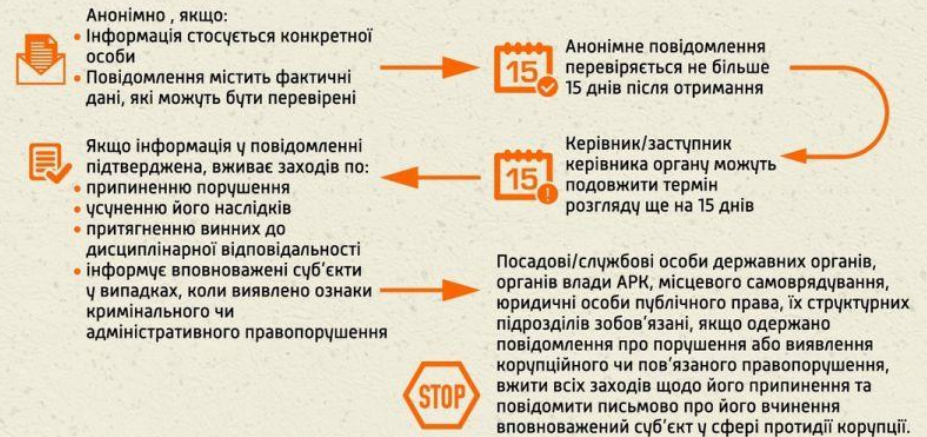 Анонімно , якщо:
• Інформація стосується конкретної
особи
• Повідомлення містить фактичні
дані, які можуть бути перевірені
15
Анонімне повідомлення
перевіряється не більше
15 днів після отримання
15
Керівник/заступник
керівника органу можуть
подовжити термін
розгляду ще на 15 днів
Якщо інформація у повідомленні
підтверджена, вживає заходів по:
• припиненню порушення
• усуненню його наслідків
• притягненню винних до
дисциплінарної відповідальності
• інформує вповноважені суб'єкти
у випадках, коли виявлено ознаки
кримінального чи
адміністративного правопорушення
Посадові/службові особи державних органів,
органів влади АРК, місцевого самоврядування,
юридичні особи публічного права, їх структурних
підрозділів зобов'язані, якщо одержано
повідомлення про порушення або виявлення
корупційного чи пов'язаного правопорушення,
вжити всіх заходів щодо його припинення та
повідомити письмово про його вчинення
вповноважений суб'єкт у сфері протидії корупції.
STOP